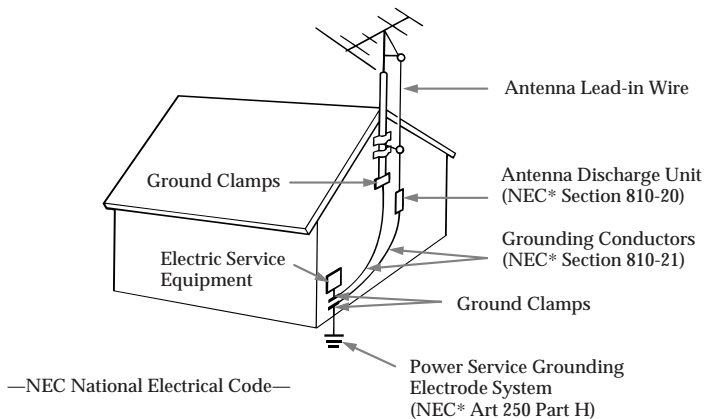 Antenna Lead-in Wire
Ground Clamps
Antenna Discharge Unit
(NEC* Section 810-20)
Electric Service
Equipment
Grounding Conductors
(NEC* Section 810-21)
Ground Clamps
—NEC National Electrical Code—
Power Service Grounding
Electrode System
(NEC* Art 250 Part H)